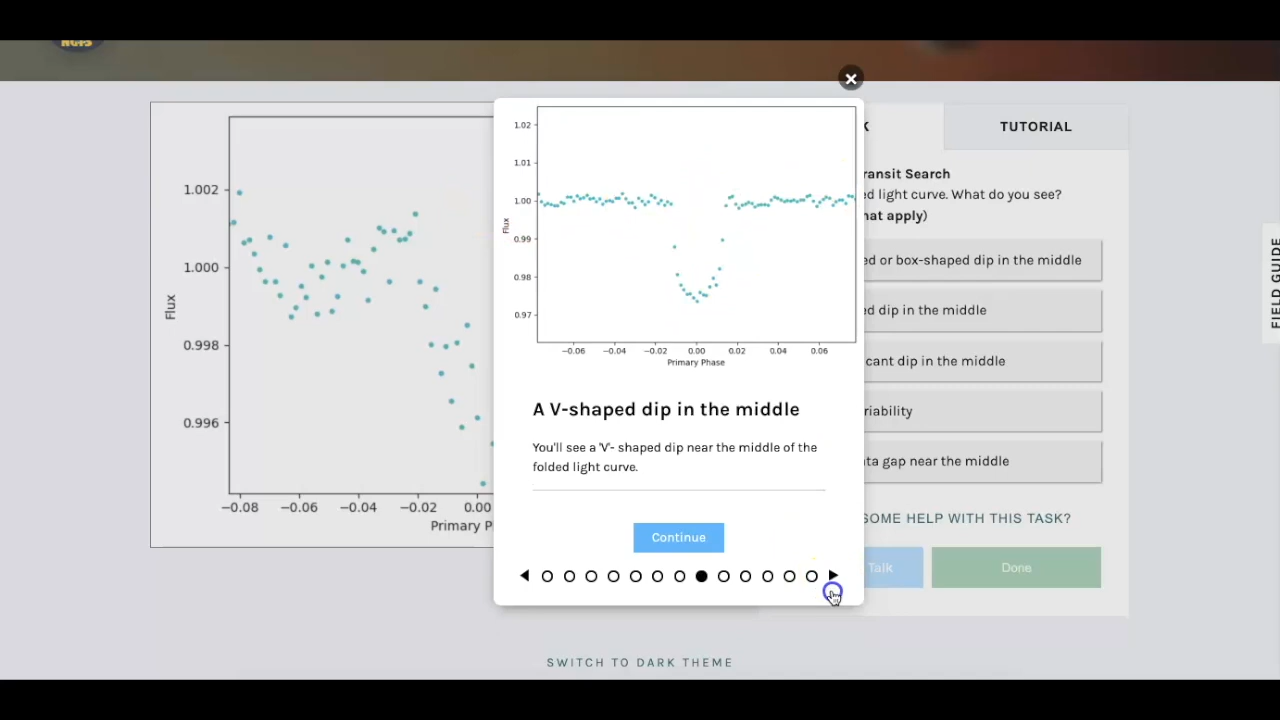 NGTS
TUTORIAL
ransit Search
ed light curve. What do you see?
hat apply)
ed or box-shaped dip in the middle
ed dip in the middle
cant dip in the middle
riability
ta gap near the middle
SOME HELP WITH THIS TASK?
Talk
Done
FIELD GUIDE
1.002
1.000
0.998
0.996
Flux
−0.08 −0.06 −0.04 −0.02 0.00
Primary P
1.02
1.01
1.00
0.99
0.98
0.97
Flux
−0.06 −0.04 −0.02 0.00 0.02 0.04 0.06
Primary Phase
A V-shaped dip in the middle
You'll see a 'V'- shaped dip near the middle of the
folded light curve.
Continue
SWITCH TO DARK THEME